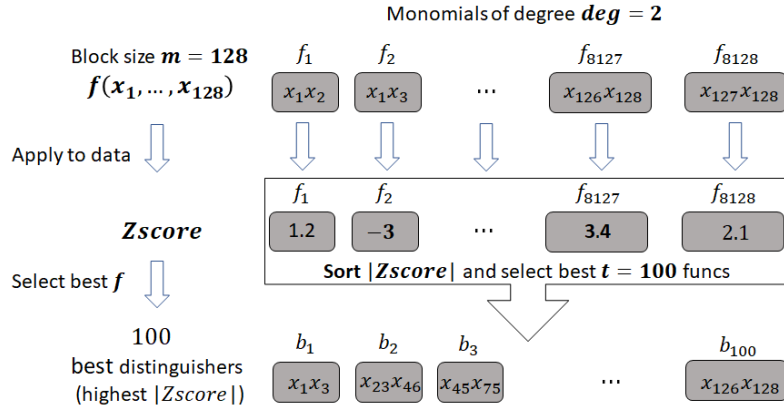 Monomials of degree deg = 2
Block size m = 128
f(x₁, … , x₁₂₈)
f₁ f₂ f₈₁₂₇ f₈₁₂₈
x₁x₂ x₁x₃ … x₁₂₆x₁₂₈ x₁₂₇x₁₂₈
Apply to data
f₁ f₂ f₈₁₂₇ f₈₁₂₈
Zscore 1.2 −3 … 3.4 2.1
Sort |Zscore| and select best t = 100 funcs
Select best f
100
best distinguishers
(highest |Zscore|)
b₁ b₂ b₃ b₁₀₀
x₁x₃ x₂₃x₄₆ x₄₅x₇₅ … x₁₂₆x₁₂₈